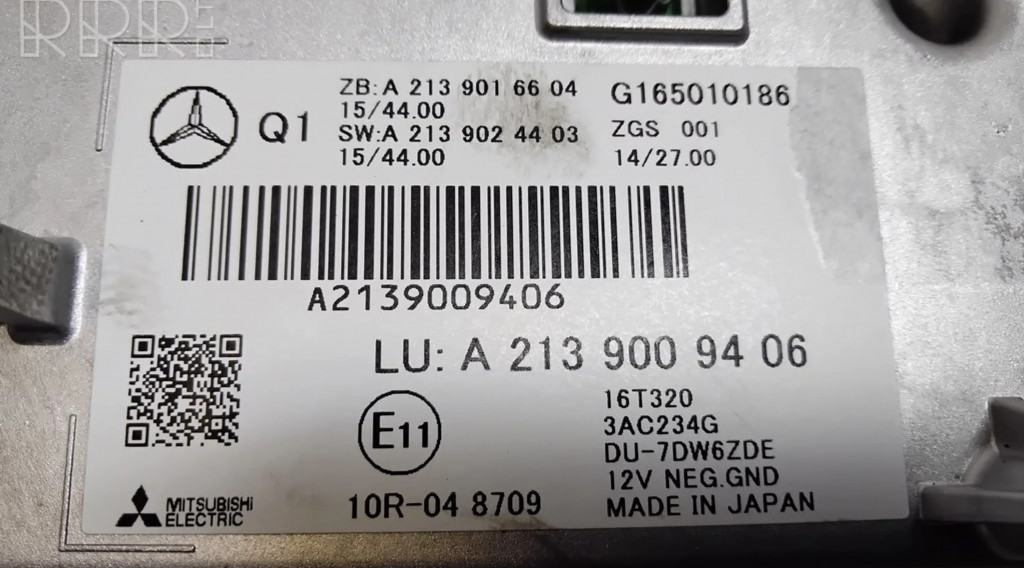 RRR
Q1
ZB:A 213 901 66 04
15/44.00
SW:A 213 902 44 03
15/44.00
G165010186
ZGS 001
14/27.00
A2139009406
LU: A 213 900 94 06
E11
10R-04 8709
16T320
3AC234G
DU-7DW6ZDE
12V NEG.GND
MADE IN JAPAN
MITSUBISHI
ELECTRIC